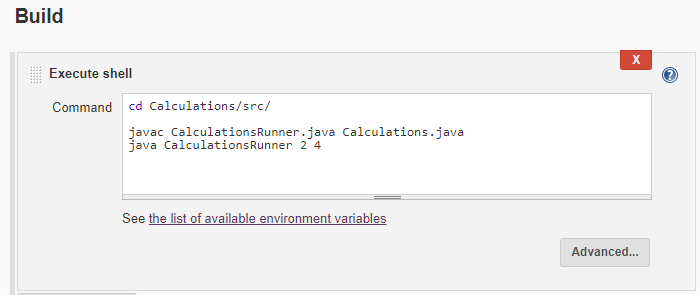 Build
X
Execute shell
?
Command
cd Calculations/src/
javac CalculationsRunner.java Calculations.java
java CalculationsRunner 2 4
See the list of available environment variables
Advanced...